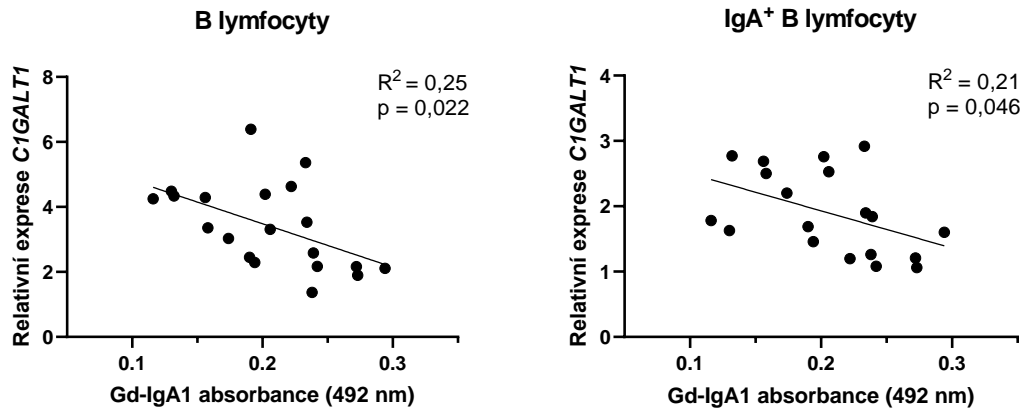 B lymfocyty
R² = 0,25
p = 0,022
Relativní exprese C1GALT1
8
6
4
2
0
0.1
0.2
0.3
Gd-IgA1 absorbance (492 nm)
IgA⁺ B lymfocyty
R² = 0,21
p = 0,046
Relativní exprese C1GALT1
4
3
2
1
0
0.1
0.2
0.3
Gd-IgA1 absorbance (492 nm)